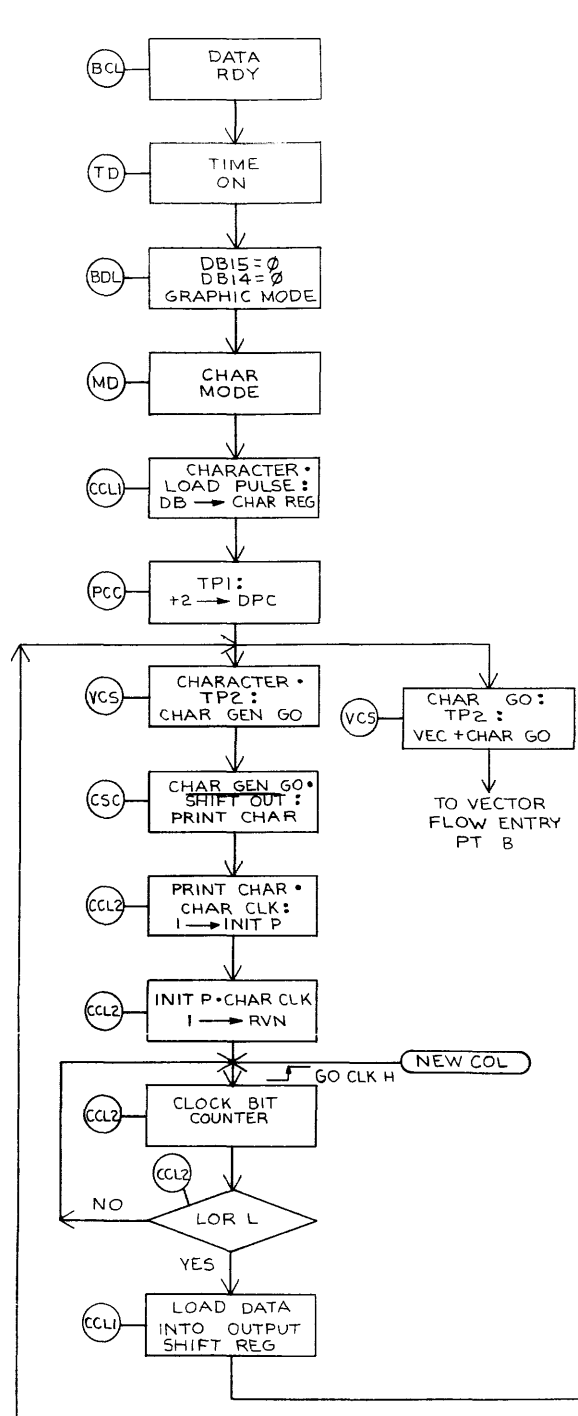 BCL
DATA
RDY
TD
TIME
ON
BDL
DB15=Ø
DB14=Ø
GRAPHIC MODE
MD
CHAR
MODE
CCL1
CHARACTER •
LOAD PULSE :
DB → CHAR REG
PCC
TP1 :
+2 → DPC
VCS
CHARACTER •
TP2 :
CHAR GEN GO
VCS
CHAR GO :
TP2 :
VEC + CHAR GO
TO VECTOR
FLOW ENTRY
PT B
CSC
CHAR GEN GO •
SHIFT OUT :
PRINT CHAR
CCL2
PRINT CHAR •
CHAR CLK :
1 → INIT P
CCL2
INIT P • CHAR CLK
1 → RVN
NEW COL
GO CLK H
CCL2
CLOCK BIT
COUNTER
CCL2
NO
LOR L
YES
CCL1
LOAD DATA
INTO OUTPUT
SHIFT REG